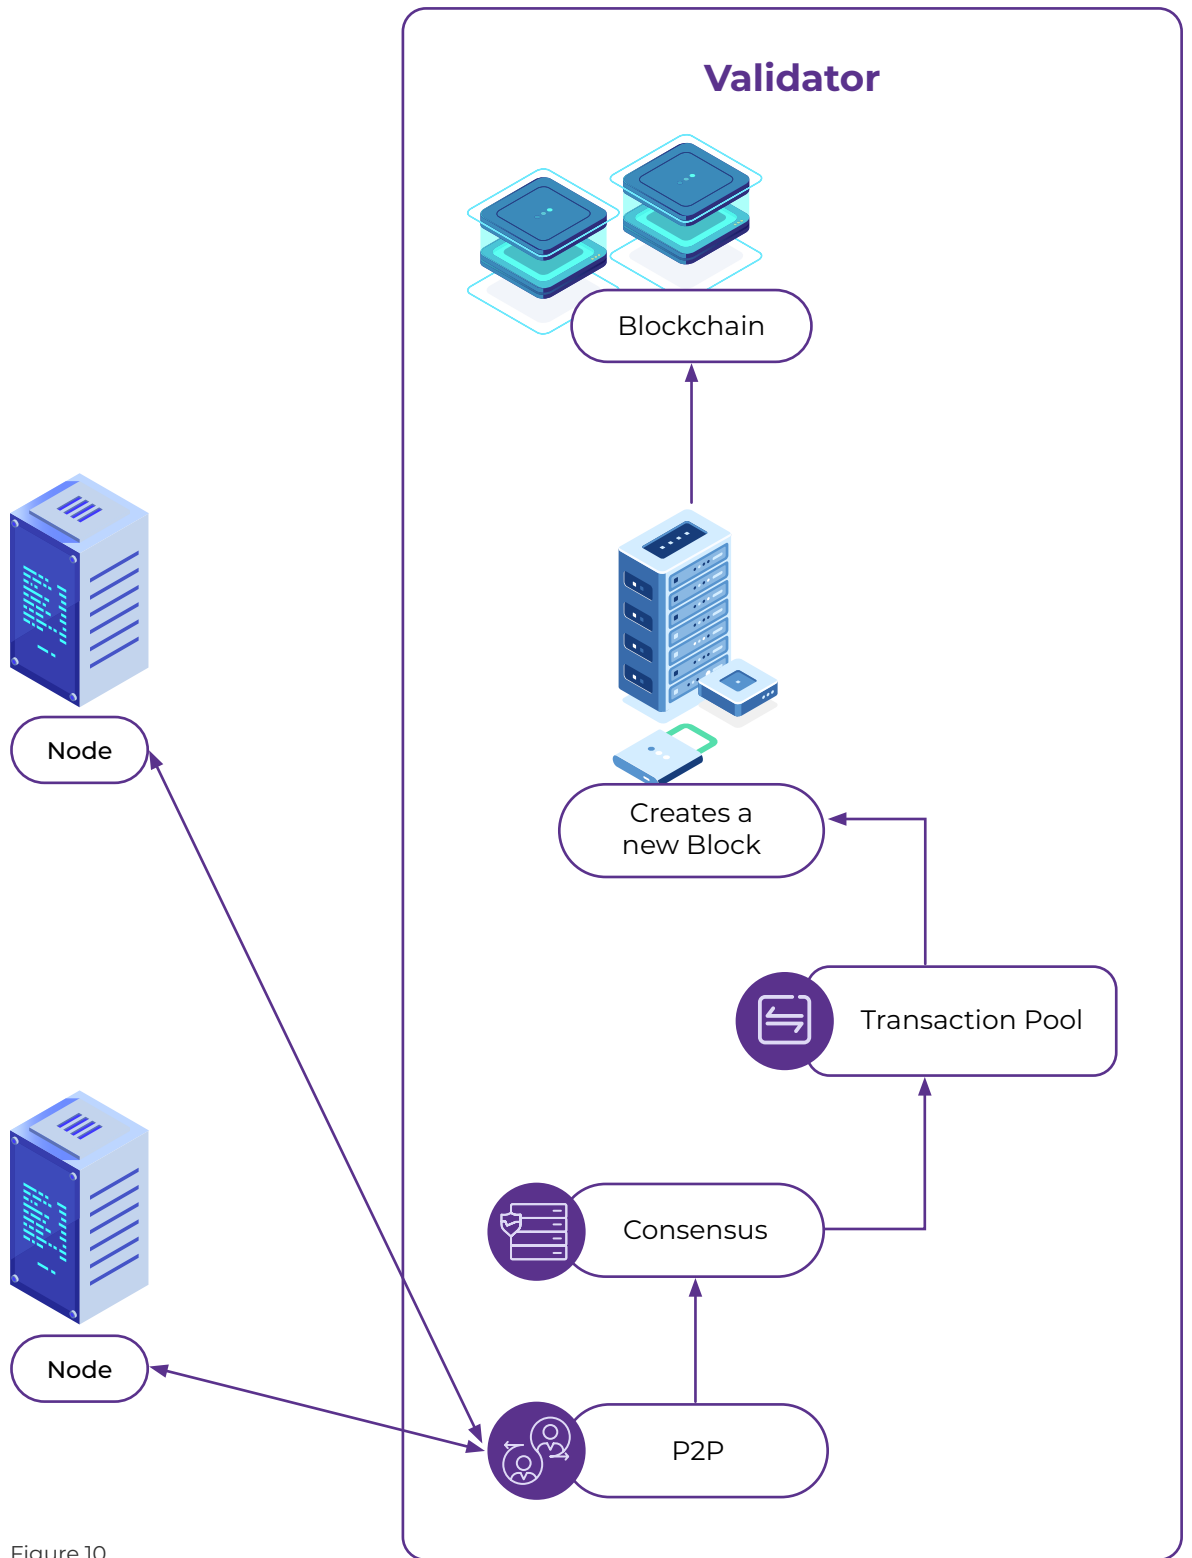 Validator
Blockchain
Node
Creates a
new Block
Transaction Pool
Consensus
Node
P2P
Figure 10